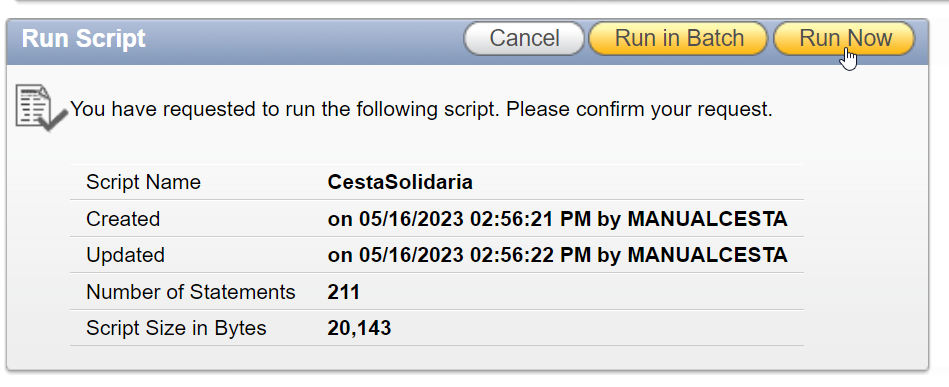 Run Script
Cancel
Run in Batch
Run Now
You have requested to run the following script. Please confirm your request.
Script Name CestaSolidaria
Created on 05/16/2023 02:56:21 PM by MANUALCESTA
Updated on 05/16/2023 02:56:22 PM by MANUALCESTA
Number of Statements 211
Script Size in Bytes 20,143